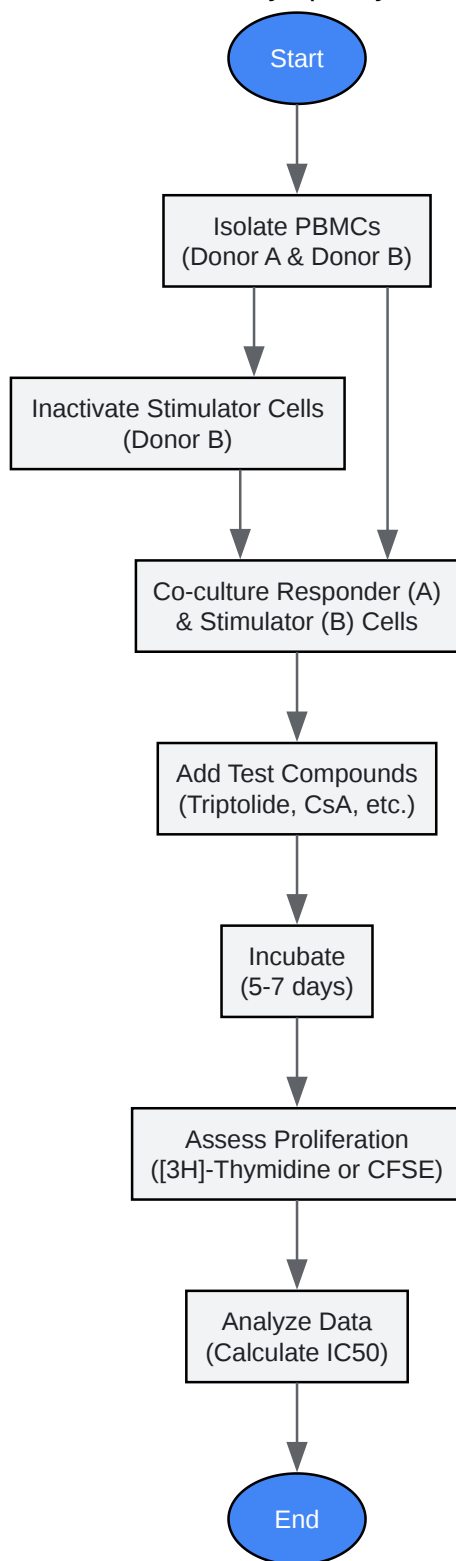 Start
Isolate PBMCs
(Donor A & Donor B)
Inactivate Stimulator Cells
(Donor B)
Co-culture Responder (A)
& Stimulator (B) Cells
Add Test Compounds
(Triptolide, CsA, etc.)
Incubate
(5-7 days)
Assess Proliferation
([3H]-Thymidine or CFSE)
Analyze Data
(Calculate IC50)
End